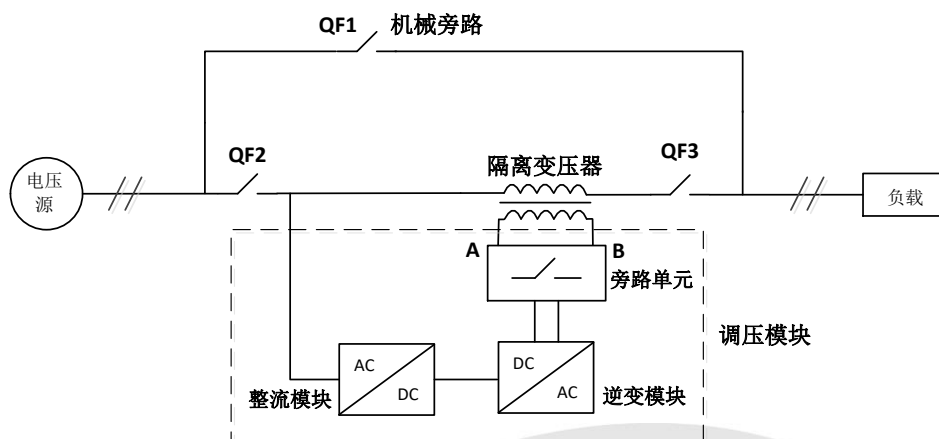 QF1 机械旁路
QF2
隔离变压器
QF3
电压
源
负载
A
B
旁路单元
调压模块
AC
DC
整流模块
DC
AC
逆变模块